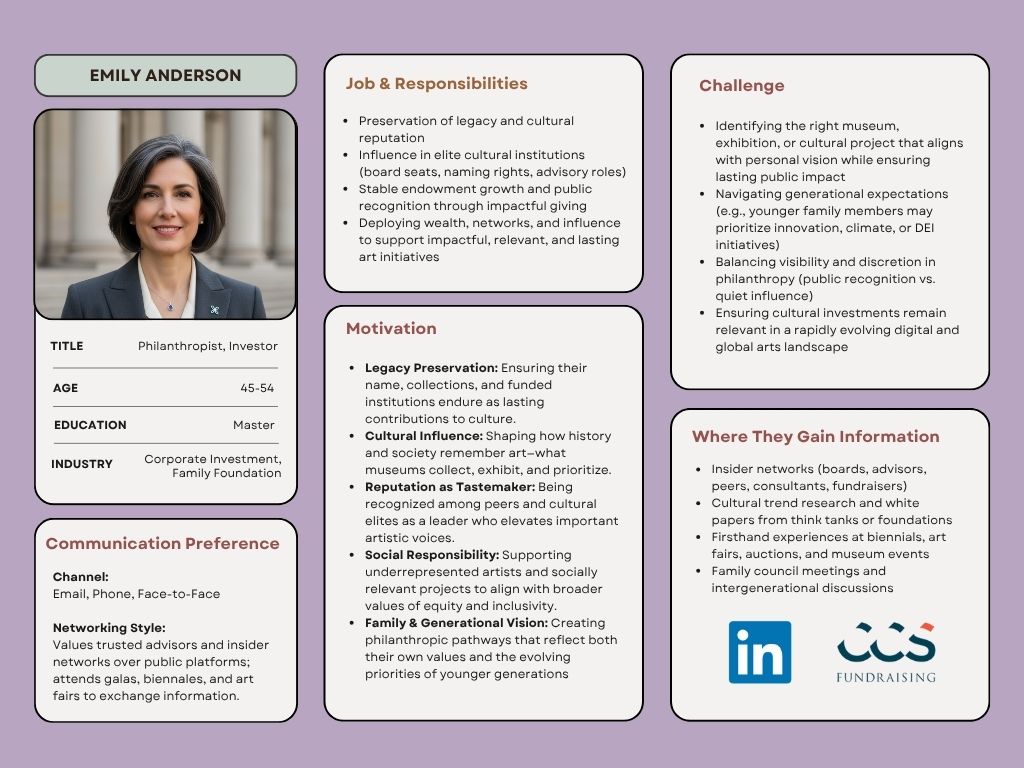 EMILY ANDERSON
TITLE Philanthropist, Investor
AGE 45-54
EDUCATION Master
INDUSTRY Corporate Investment,
Family Foundation
Communication Preference
Channel:
Email, Phone, Face-to-Face
Networking Style:
Values trusted advisors and insider
networks over public platforms;
attends galas, biennales, and art
fairs to exchange information.
Job & Responsibilities
• Preservation of legacy and cultural
reputation
• Influence in elite cultural institutions
(board seats, naming rights, advisory roles)
• Stable endowment growth and public
recognition through impactful giving
• Deploying wealth, networks, and influence
to support impactful, relevant, and lasting
art initiatives
Motivation
• Legacy Preservation: Ensuring their
name, collections, and funded
institutions endure as lasting
contributions to culture.
• Cultural Influence: Shaping how history
and society remember art—what
museums collect, exhibit, and prioritize.
• Reputation as Tastemaker: Being
recognized among peers and cultural
elites as a leader who elevates important
artistic voices.
• Social Responsibility: Supporting
underrepresented artists and socially
relevant projects to align with broader
values of equity and inclusivity.
• Family & Generational Vision: Creating
philanthropic pathways that reflect both
their own values and the evolving
priorities of younger generations
Challenge
• Identifying the right museum,
exhibition, or cultural project that aligns
with personal vision while ensuring
lasting public impact
• Navigating generational expectations
(e.g., younger family members may
prioritize innovation, climate, or DEI
initiatives)
• Balancing visibility and discretion in
philanthropy (public recognition vs.
quiet influence)
• Ensuring cultural investments remain
relevant in a rapidly evolving digital and
global arts landscape
Where They Gain Information
• Insider networks (boards, advisors,
peers, consultants, fundraisers)
• Cultural trend research and white
papers from think tanks or foundations
• Firsthand experiences at biennials, art
fairs, auctions, and museum events
• Family council meetings and
intergenerational discussions
in
CCS
FUNDRAISING